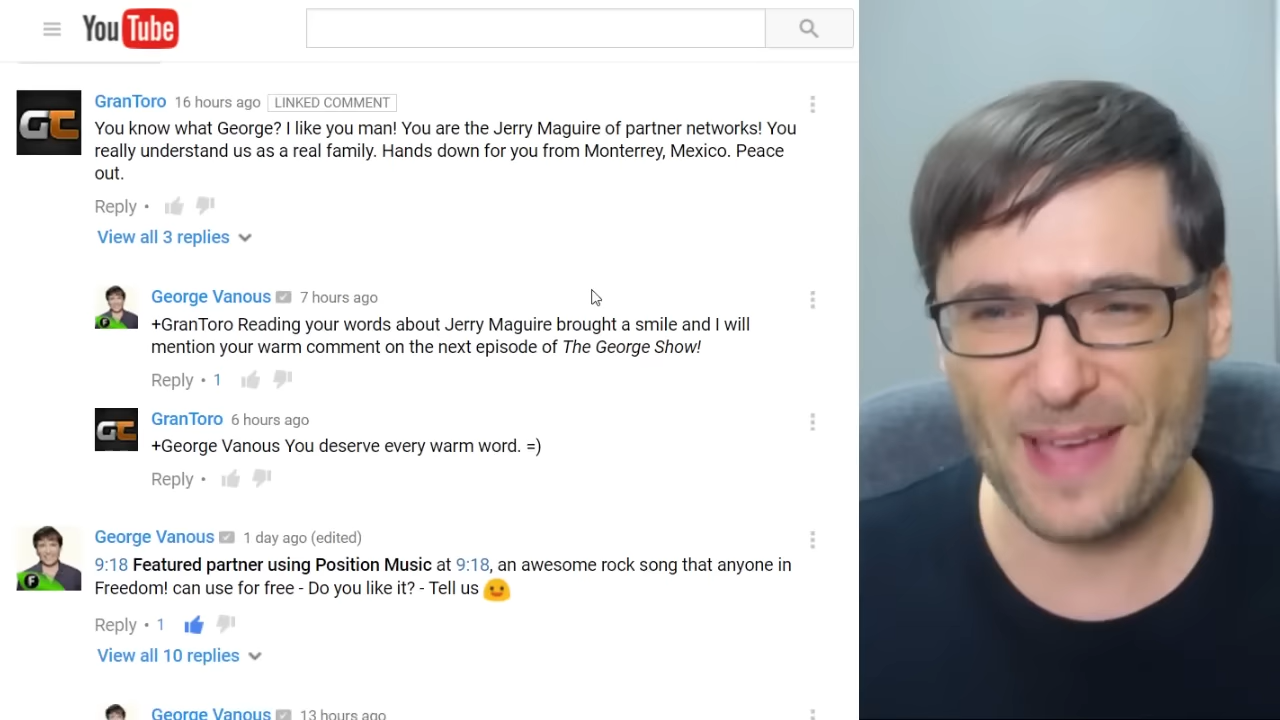 YouTube
GranToro 16 hours ago LINKED COMMENT
You know what George? I like you man! You are the Jerry Maguire of partner networks! You
really understand us as a real family. Hands down for you from Monterrey, Mexico. Peace
out.
Reply •
View all 3 replies
George Vanous 7 hours ago
+GranToro Reading your words about Jerry Maguire brought a smile and I will
mention your warm comment on the next episode of The George Show!
Reply • 1
GranToro 6 hours ago
+George Vanous You deserve every warm word. =)
Reply •
George Vanous 1 day ago (edited)
9:18 Featured partner using Position Music at 9:18, an awesome rock song that anyone in
Freedom! can use for free - Do you like it? - Tell us
Reply • 1
View all 10 replies
George Vanous 13 hours ago